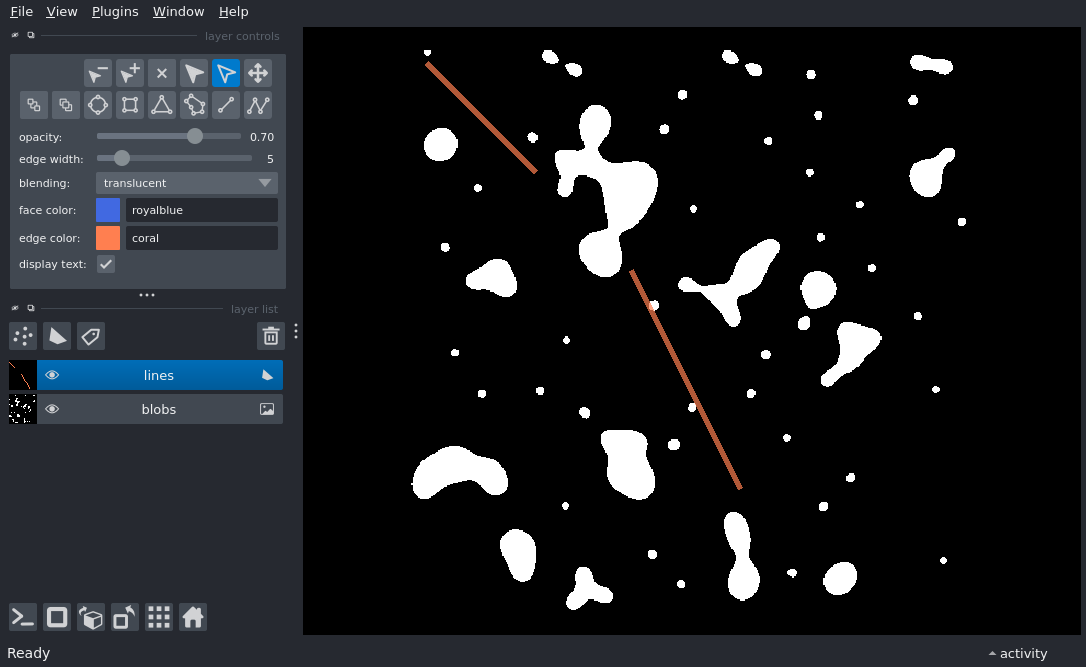 File View Plugins Window Help
layer controls
opacity: 0.70
edge width: 5
blending: translucent
face color: royalblue
edge color: coral
display text:
layer list
lines
blobs
Ready activity